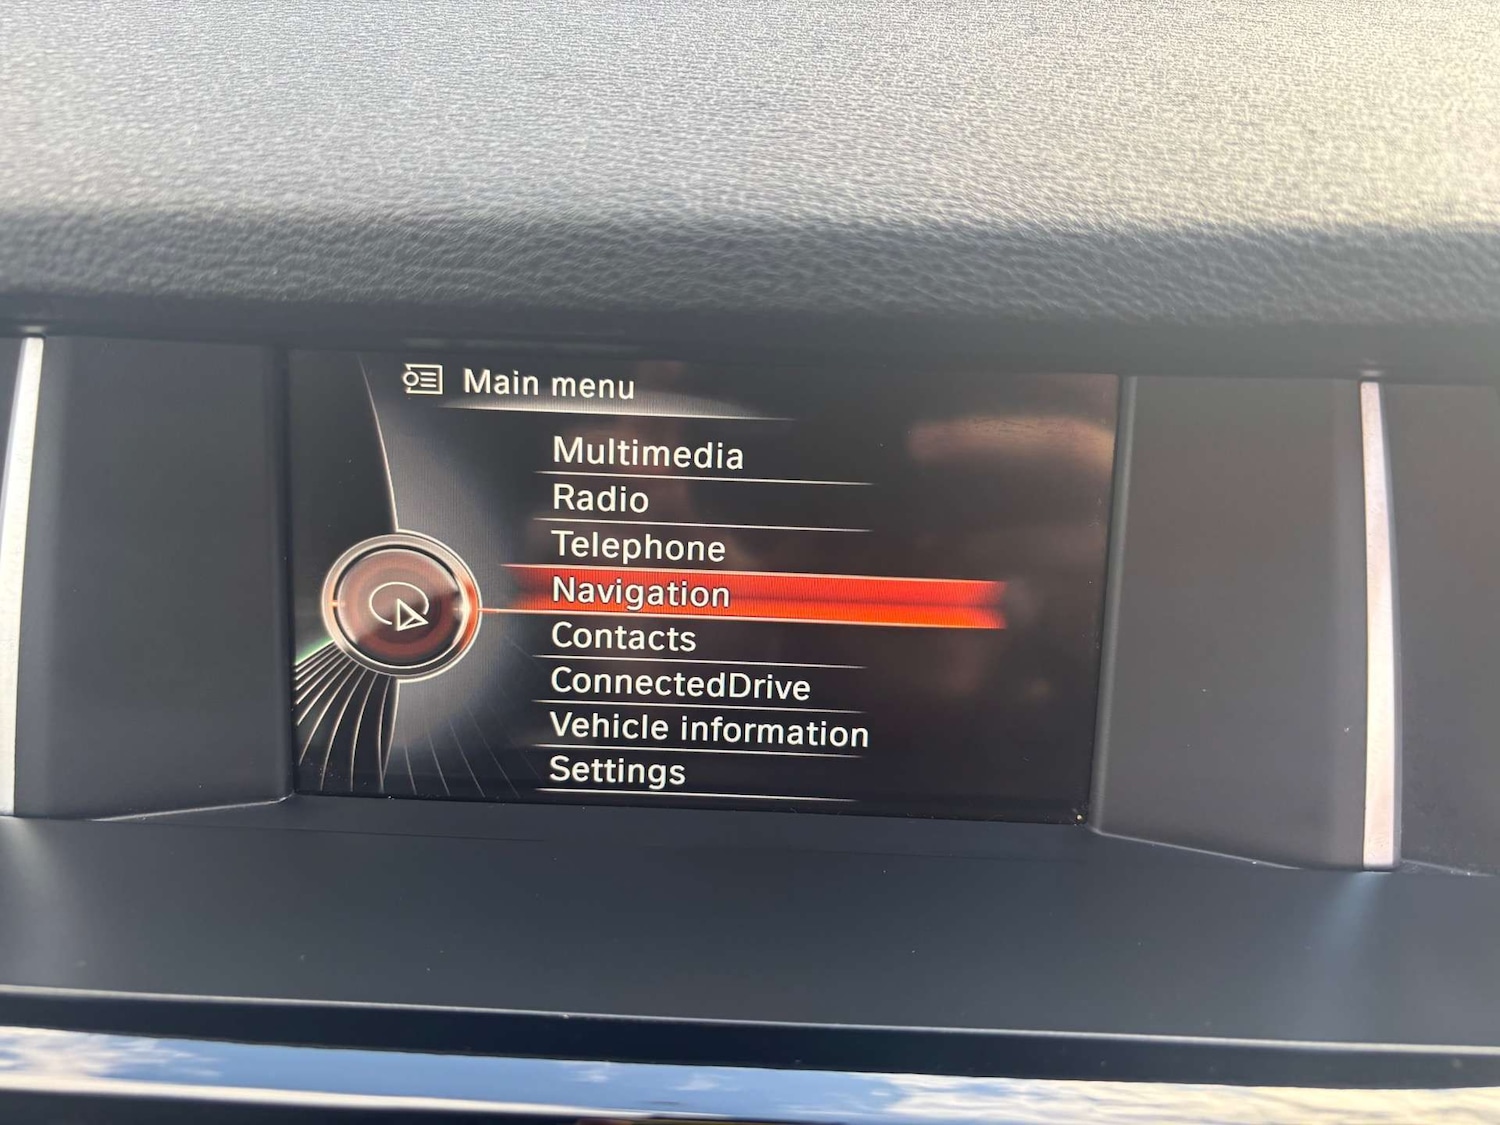 Main menu
Multimedia
Radio
Telephone
Navigation
Contacts
ConnectedDrive
Vehicle information
Settings